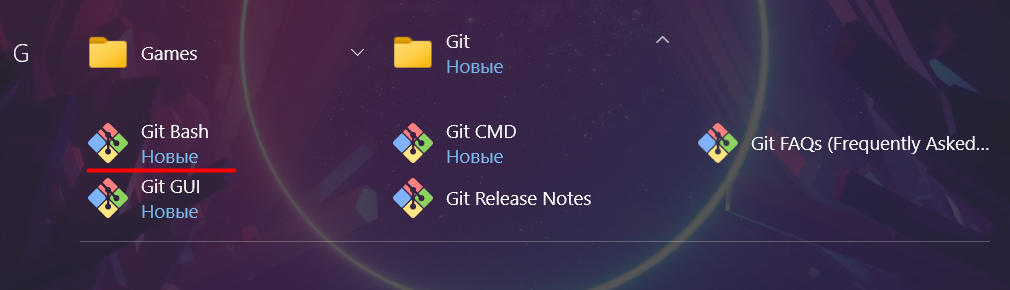 G
Games
Git
Новые
Git Bash
Новые
Git CMD
Новые
Git FAQs (Frequently Asked...
Git GUI
Новые
Git Release Notes